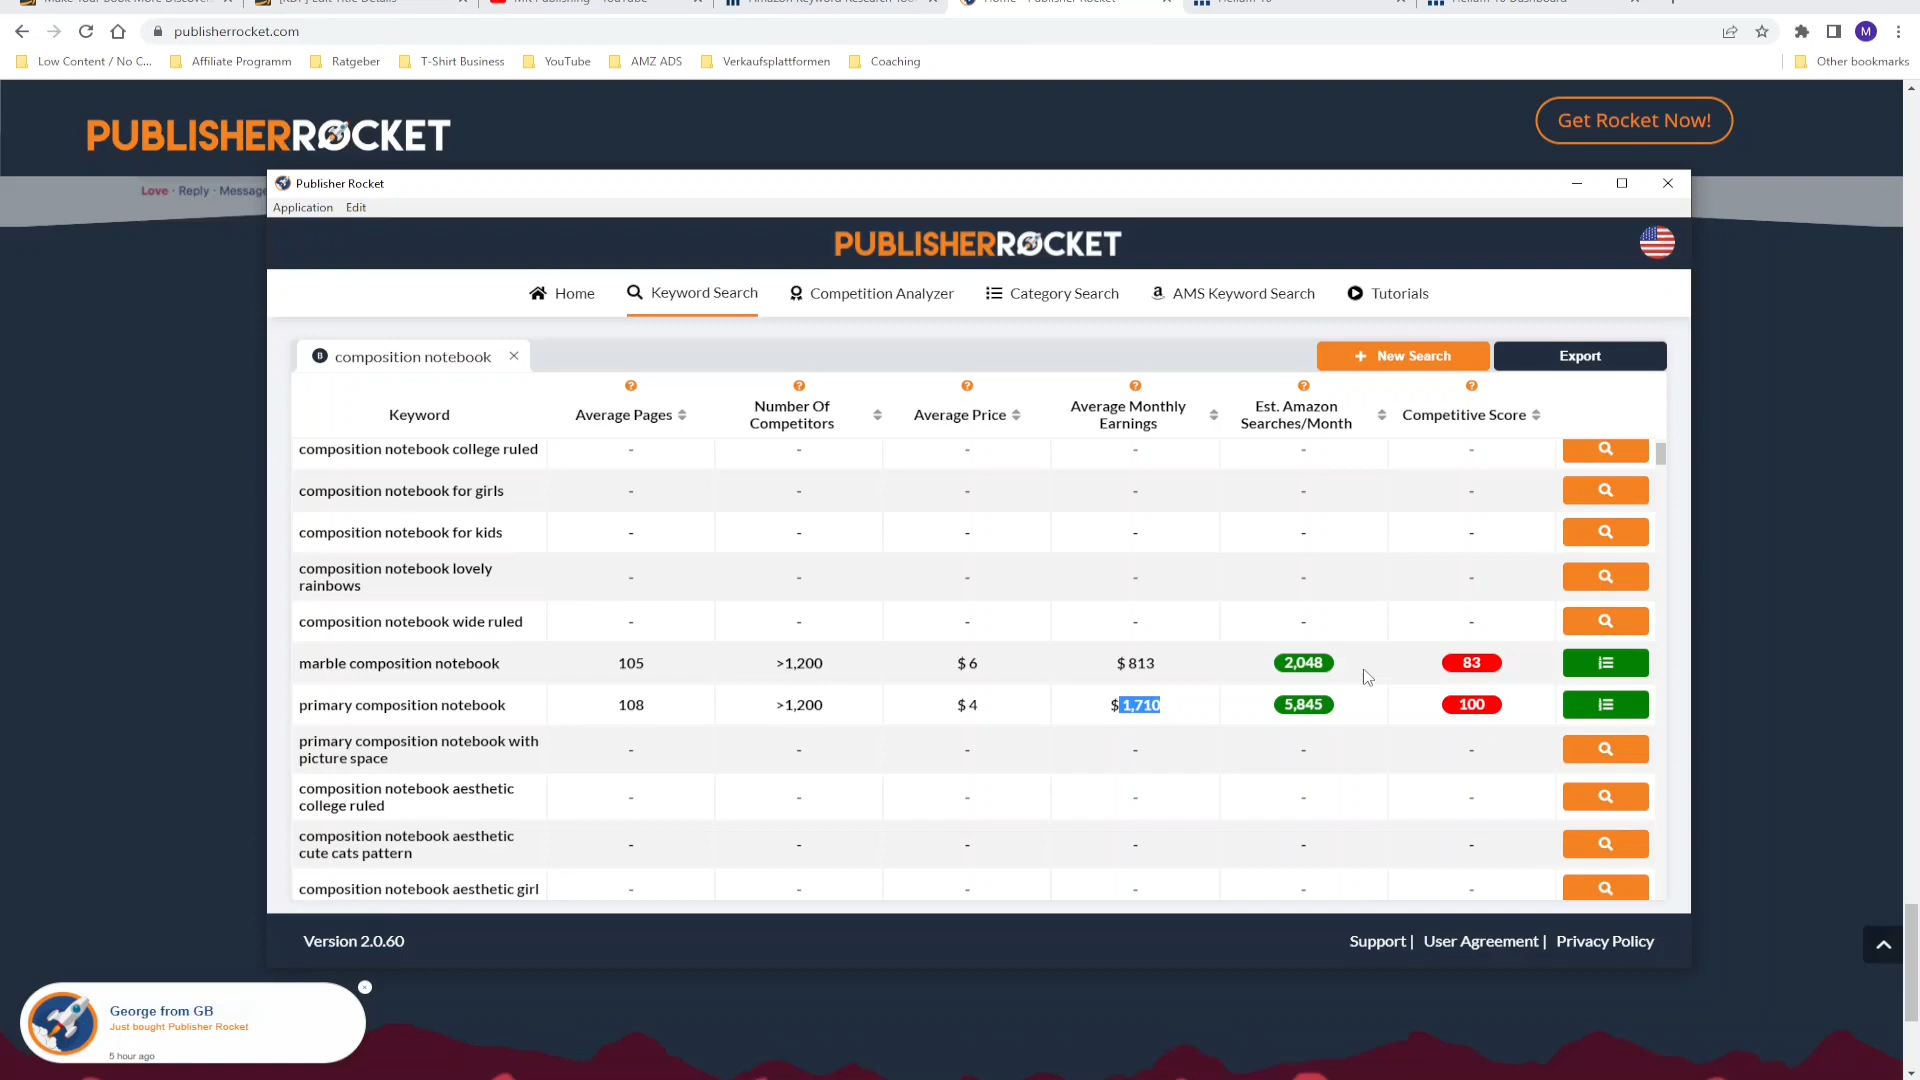 publisherrocket.com
M
Low Content / No C... Affiliate Programm Ratgeber T-Shirt Business YouTube AMZ ADS Verkaufsplattformen Coaching Other bookmarks
PUBLISHERROCKET Get Rocket Now!
Love · Reply · Message
Publisher Rocket
Application Edit
PUBLISHERROCKET
Home Keyword Search Competition Analyzer Category Search AMS Keyword Search Tutorials
B composition notebook + New Search Export
Keyword Average Pages Number Of Competitors Average Price Average Monthly Earnings Est. Amazon Searches/Month Competitive Score
composition notebook college ruled - - - - - -
composition notebook for girls - - - - - -
composition notebook for kids - - - - - -
composition notebook lovely
rainbows - - - - - -
composition notebook wide ruled - - - - - -
marble composition notebook 105 >1,200 $ 6 $ 813 2,048 83
primary composition notebook 108 >1,200 $ 4 $ 1,710 5,845 100
primary composition notebook with
picture space - - - - - -
composition notebook aesthetic
college ruled - - - - - -
composition notebook aesthetic
cute cats pattern - - - - - -
composition notebook aesthetic girl - - - - - -
Version 2.0.60 Support | User Agreement | Privacy Policy
George from GB
Just bought Publisher Rocket
5 hour ago